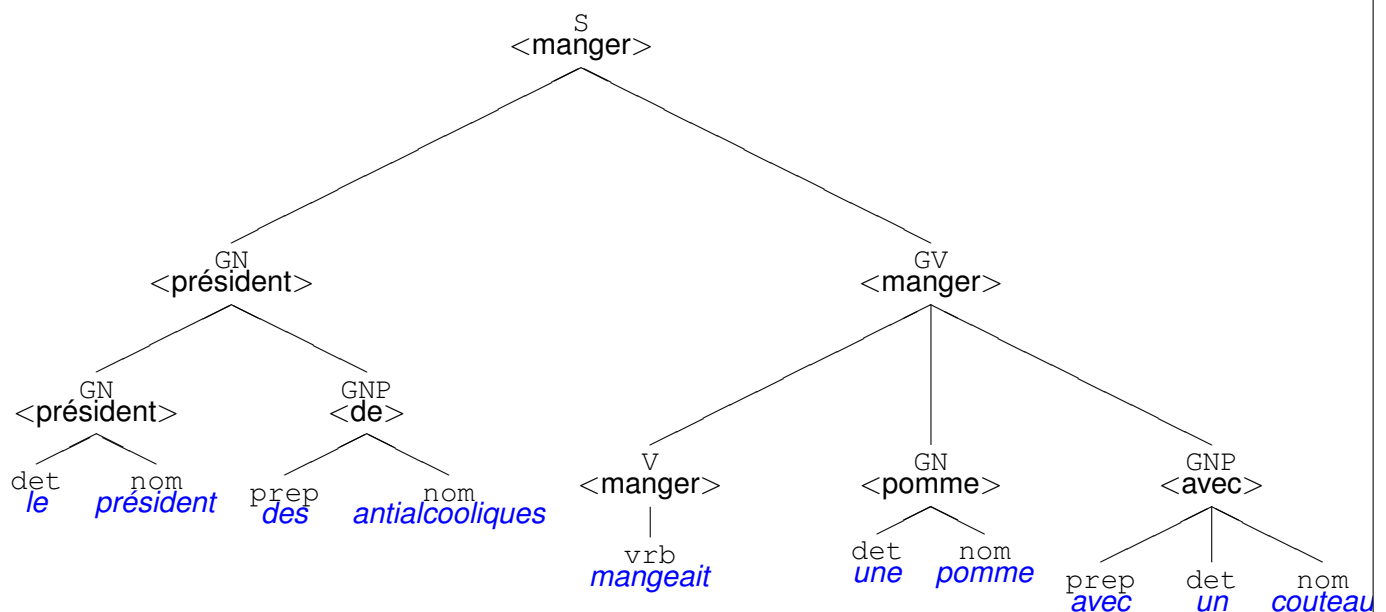 S
<manger>
GN GV
<président> <manger>
GN GNP
<président> <de>
V GN GNP
<manger> <pomme> <avec>
det nom prep nom
le président des antialcooliques
vrb det nom prep det nom
mangeait une pomme avec un couteau